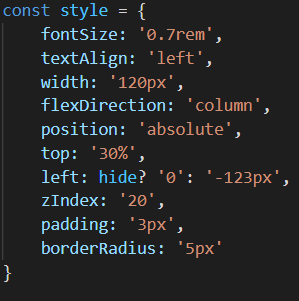 const style = {
fontSize: '0.7rem',
textAlign: 'left',
width: '120px',
flexDirection: 'column',
position: 'absolute',
top: '30%',
left: hide? '0': '-123px',
zIndex: '20',
padding: '3px',
borderRadius: '5px'
}